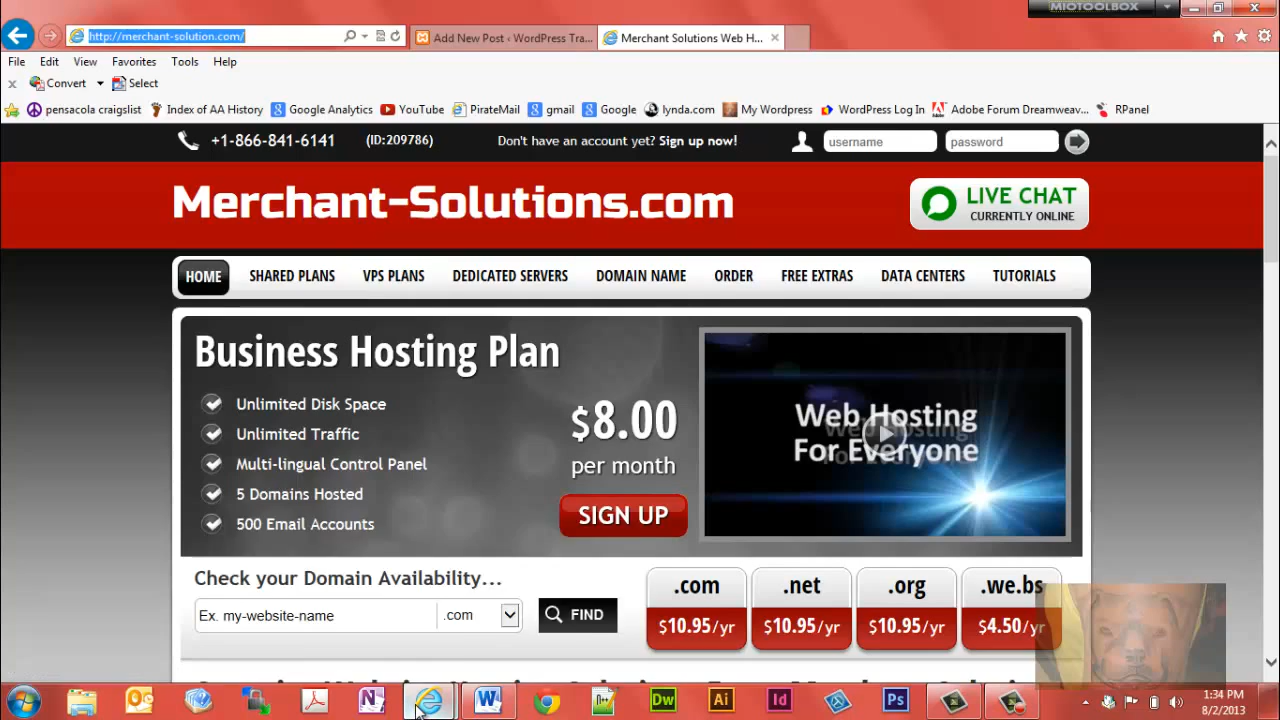 MIOTOOLBOX
http://merchant-solution.com/
Add New Post ‹ WordPress Tra...
Merchant Solutions Web H...
File Edit View Favorites Tools Help
Convert Select
pensacola craigslist Index of AA History Google Analytics YouTube PirateMail gmail Google lynda.com My Wordpress WordPress Log In Adobe Forum Dreamweav... RPanel
+1-866-841-6141 (ID:209786) Don't have an account yet? Sign up now! username password
Merchant-Solutions.com
LIVE CHAT
CURRENTLY ONLINE
HOME SHARED PLANS VPS PLANS DEDICATED SERVERS DOMAIN NAME ORDER FREE EXTRAS DATA CENTERS TUTORIALS
Business Hosting Plan
Unlimited Disk Space
Unlimited Traffic
Multi-lingual Control Panel
5 Domains Hosted
500 Email Accounts
$8.00
per month
SIGN UP
Web Hosting
For Everyone
Check your Domain Availability...
Ex. my-website-name .com FIND
.com .net .org .we.bs
$10.95/yr $10.95/yr $10.95/yr $4.50/yr
Dw Ai Id Ps
1:34 PM
8/2/2013